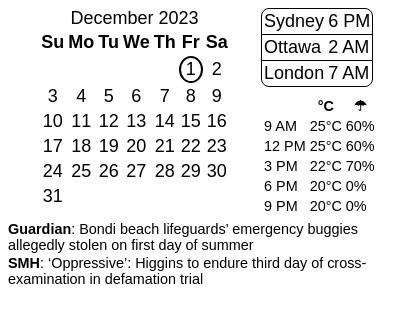 December 2023
Su Mo Tu We Th Fr Sa
1 2
3 4 5 6 7 8 9
10 11 12 13 14 15 16
17 18 19 20 21 22 23
24 25 26 27 28 29 30
31
Sydney 6 PM
Ottawa 2 AM
London 7 AM
°C ☂
9 AM 25°C 60%
12 PM 25°C 60%
3 PM 22°C 70%
6 PM 20°C 0%
9 PM 20°C 0%
Guardian: Bondi beach lifeguards’ emergency buggies
allegedly stolen on first day of summer
SMH: ‘Oppressive’: Higgins to endure third day of cross-
examination in defamation trial